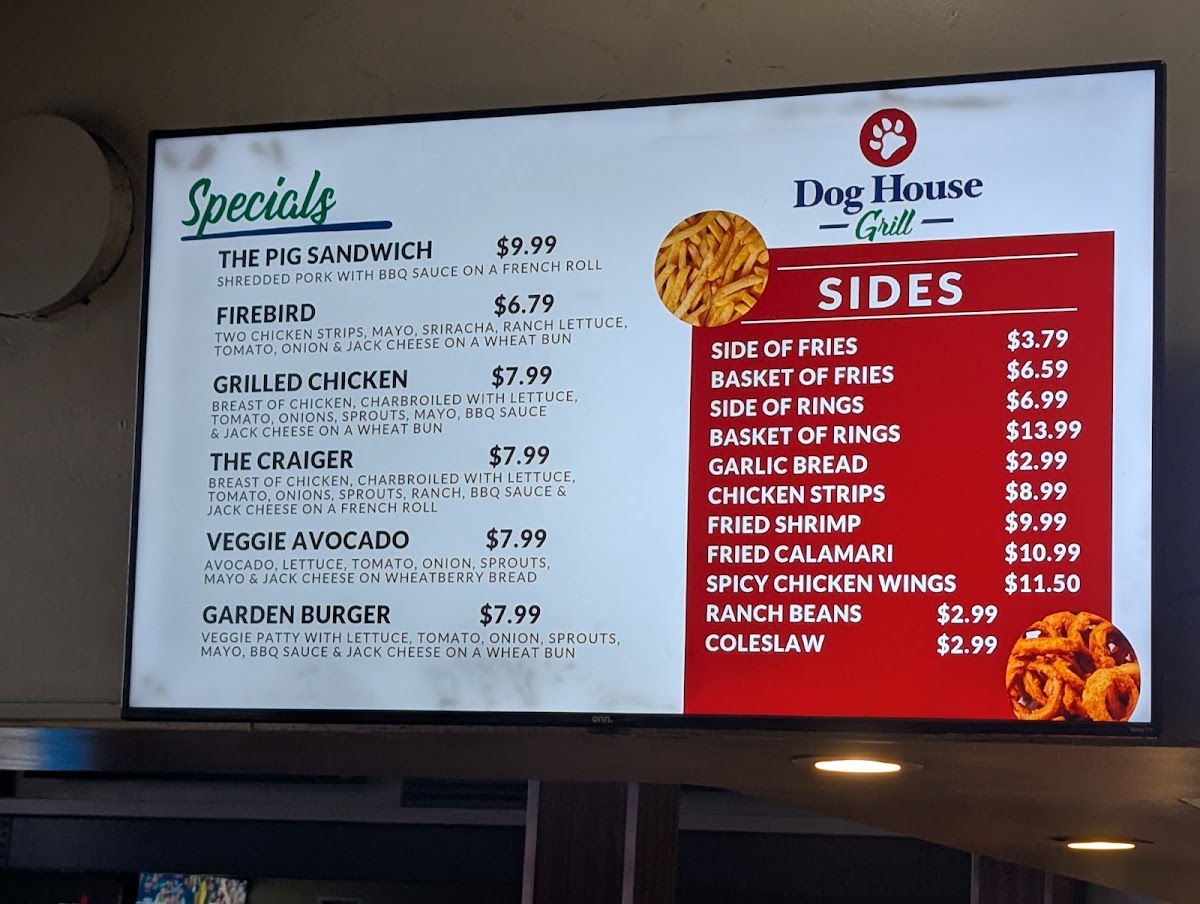 Specials
THE PIG SANDWICH $9.99
SHREDDED PORK WITH BBQ SAUCE ON A FRENCH ROLL
FIREBIRD $6.79
TWO CHICKEN STRIPS, MAYO, SRIRACHA, RANCH LETTUCE,
TOMATO, ONION & JACK CHEESE ON A WHEAT BUN
GRILLED CHICKEN $7.99
BREAST OF CHICKEN, CHARBROILED WITH LETTUCE,
TOMATO, ONIONS, SPROUTS, MAYO, BBQ SAUCE
& JACK CHEESE ON A WHEAT BUN
THE CRAIGER $7.99
BREAST OF CHICKEN, CHARBROILED WITH LETTUCE,
TOMATO, ONIONS, SPROUTS, RANCH, BBQ SAUCE &
JACK CHEESE ON A FRENCH ROLL
VEGGIE AVOCADO $7.99
AVOCADO, LETTUCE, TOMATO, ONION, SPROUTS,
MAYO & JACK CHEESE ON WHEATBERRY BREAD
GARDEN BURGER $7.99
VEGGIE PATTY WITH LETTUCE, TOMATO, ONION, SPROUTS,
MAYO, BBQ SAUCE & JACK CHEESE ON A WHEAT BUN
Dog House
Grill
SIDES
SIDE OF FRIES $3.79
BASKET OF FRIES $6.59
SIDE OF RINGS $6.99
BASKET OF RINGS $13.99
GARLIC BREAD $2.99
CHICKEN STRIPS $8.99
FRIED SHRIMP $9.99
FRIED CALAMARI $10.99
SPICY CHICKEN WINGS $11.50
RANCH BEANS $2.99
COLESLAW $2.99
onn.
Roku TV